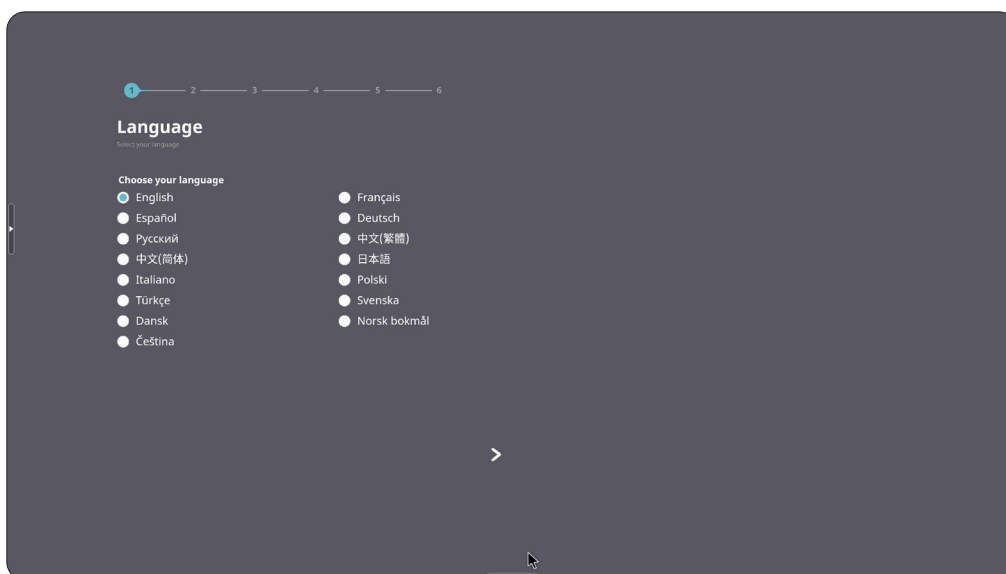 1 2 3 4 5 6
Language
Select your language
Choose your language
English
Español
Русский
中文(简体)
Italiano
Türkçe
Dansk
Čeština
Français
Deutsch
中文(繁體)
日本語
Polski
Svenska
Norsk bokmål